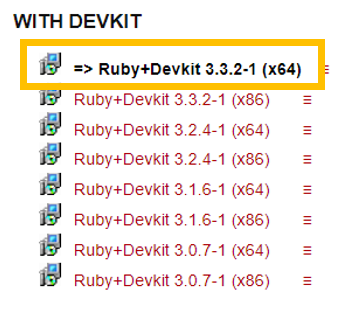 WITH DEVKIT
=> Ruby+Devkit 3.3.2-1 (x64) ≡
Ruby+Devkit 3.3.2-1 (x86) ≡
Ruby+Devkit 3.2.4-1 (x64) ≡
Ruby+Devkit 3.2.4-1 (x86) ≡
Ruby+Devkit 3.1.6-1 (x64) ≡
Ruby+Devkit 3.1.6-1 (x86) ≡
Ruby+Devkit 3.0.7-1 (x64) ≡
Ruby+Devkit 3.0.7-1 (x86) ≡